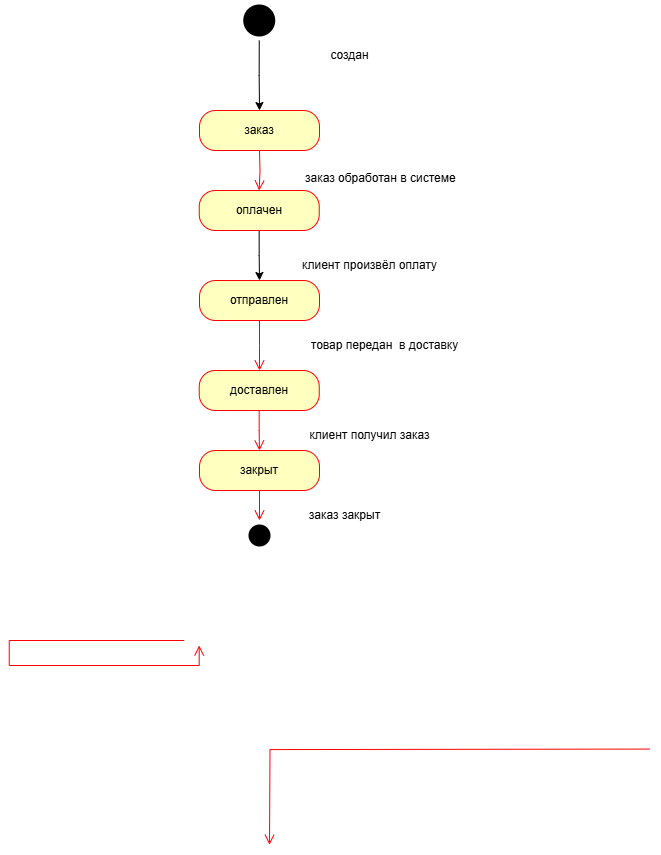 создан
заказ
заказ обработан в системе
оплачен
клиент произвёл оплату
отправлен
товар передан  в доставку
доставлен
клиент получил заказ
закрыт
заказ закрыт